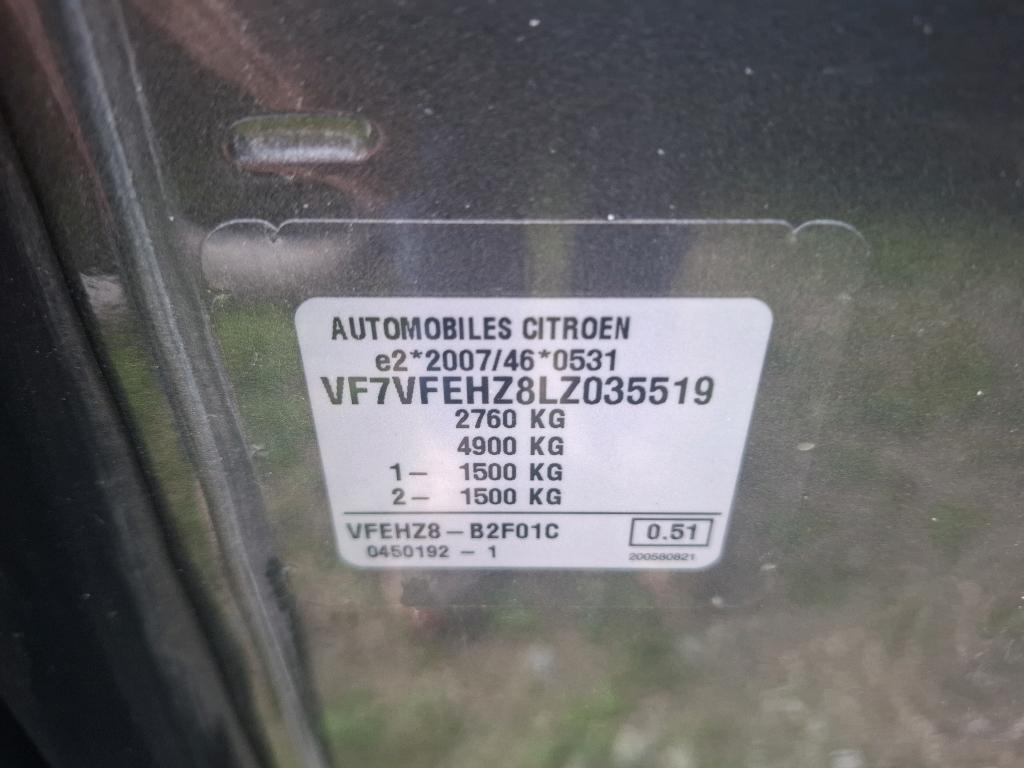 AUTOMOBILES CITROEN
e2*2007/46*0531
VF7VFEHZ8LZ035519
2760 KG
4900 KG
1- 1500 KG
2- 1500 KG
VFEHZ8-B2F01C 0.51
0450192-1 200580821